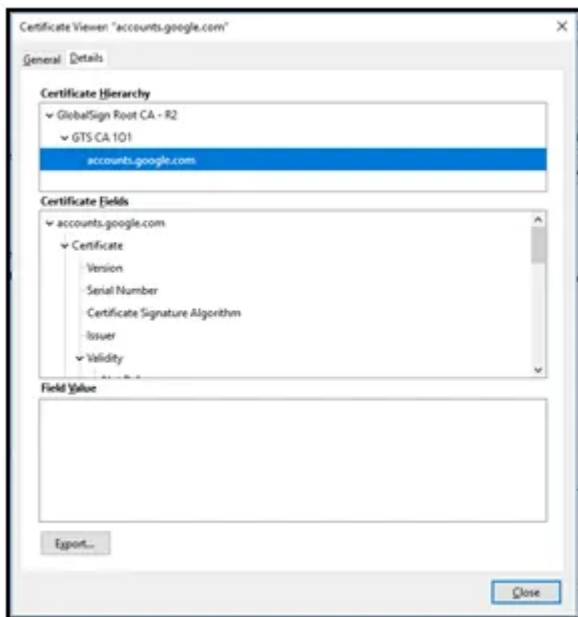 Certificate Viewer: "accounts.google.com"
General Details
Certificate Hierarchy
GlobalSign Root CA - R2
GTS CA 1O1
accounts.google.com
Certificate Fields
accounts.google.com
Certificate
Version
Serial Number
Certificate Signature Algorithm
Issuer
Validity
Field Value
Export...
Close